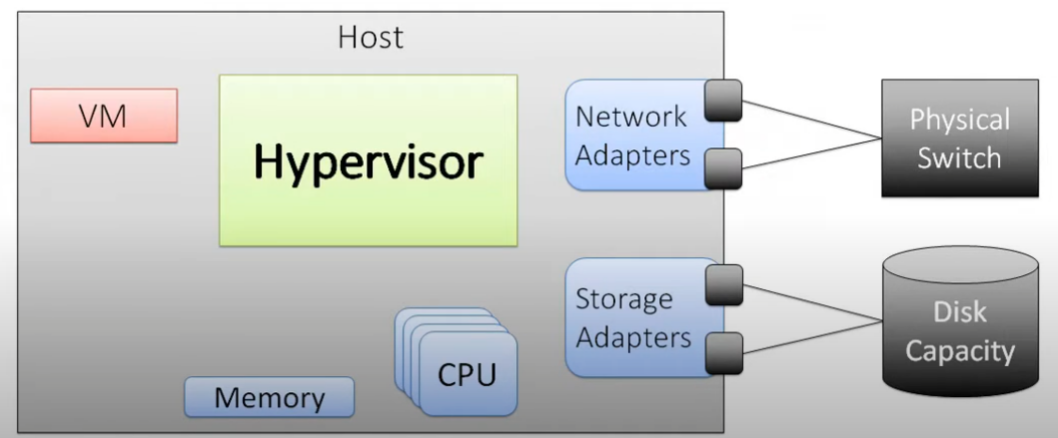 Host
VM
Hypervisor
Network
Adapters
Physical
Switch
Storage
Adapters
Disk
Capacity
CPU
Memory